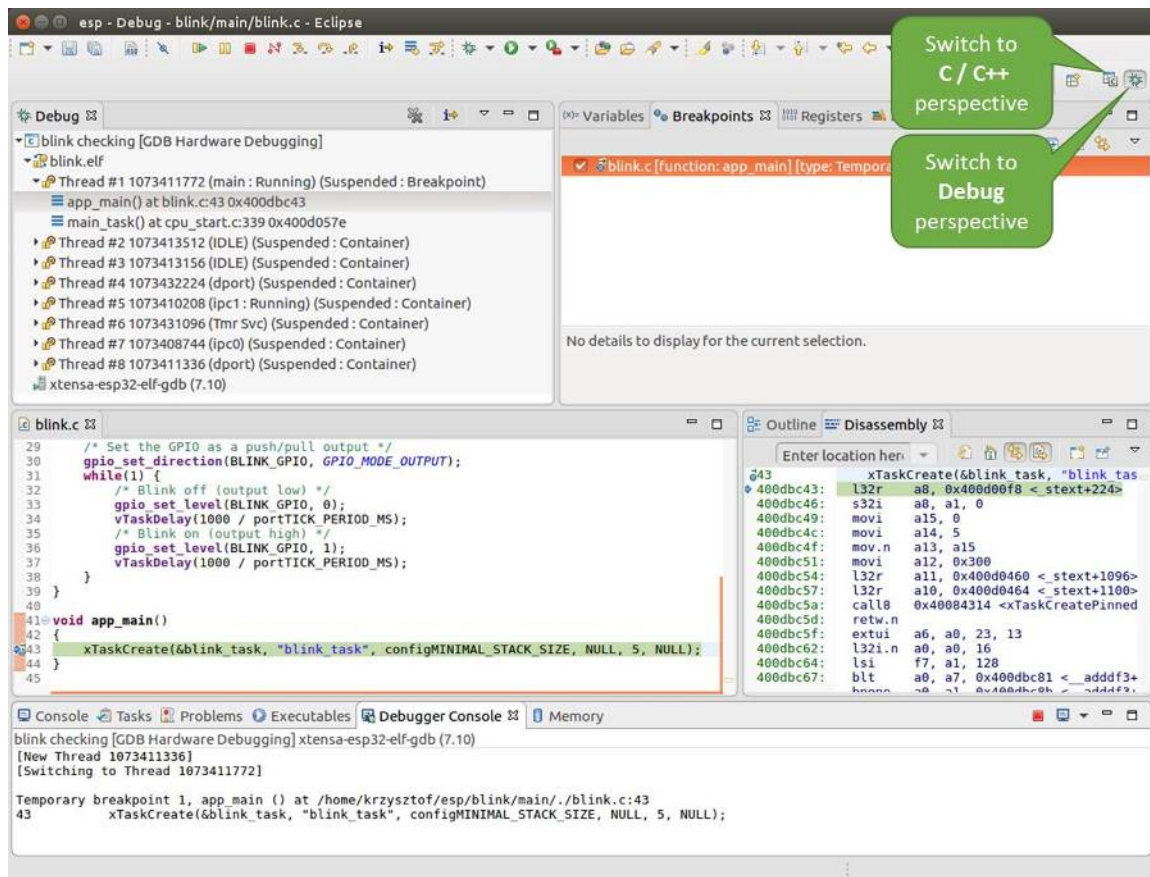 esp - Debug - blink/main/blink.c - Eclipse
Switch to
C / C++
perspective
Switch to
Debug
perspective
Debug
blink checking [GDB Hardware Debugging]
blink.elf
Thread #1 1073411772 (main : Running) (Suspended : Breakpoint)
app_main() at blink.c:43 0x400dbc43
main_task() at cpu_start.c:339 0x400d057e
Thread #2 1073413512 (IDLE) (Suspended : Container)
Thread #3 1073413156 (IDLE) (Suspended : Container)
Thread #4 1073432224 (dport) (Suspended : Container)
Thread #5 1073410208 (ipc1 : Running) (Suspended : Container)
Thread #6 1073431096 (Tmr Svc) (Suspended : Container)
Thread #7 1073408744 (ipc0) (Suspended : Container)
Thread #8 1073411336 (dport) (Suspended : Container)
xtensa-esp32-elf-gdb (7.10)
(x)= Variables Breakpoints Registers
blink.c [function: app_main] [type: Tempora
No details to display for the current selection.
blink.c
29 /* Set the GPIO as a push/pull output */
30 gpio_set_direction(BLINK_GPIO, GPIO_MODE_OUTPUT);
31 while(1) {
32 /* Blink off (output low) */
33 gpio_set_level(BLINK_GPIO, 0);
34 vTaskDelay(1000 / portTICK_PERIOD_MS);
35 /* Blink on (output high) */
36 gpio_set_level(BLINK_GPIO, 1);
37 vTaskDelay(1000 / portTICK_PERIOD_MS);
38 }
39 }
40
41 void app_main()
42 {
43 xTaskCreate(&blink_task, "blink_task", configMINIMAL_STACK_SIZE, NULL, 5, NULL);
44 }
45
Outline Disassembly
Enter location her
43 xTaskCreate(&blink_task, "blink_tas
400dbc43: l32r a8, 0x400d00f8 <_stext+224>
400dbc46: s32i a8, a1, 0
400dbc49: movi a15, 0
400dbc4c: movi a14, 5
400dbc4f: mov.n a13, a15
400dbc51: movi a12, 0x300
400dbc54: l32r a11, 0x400d0460 <_stext+1096>
400dbc57: l32r a10, 0x400d0464 <_stext+1100>
400dbc5a: call8 0x40084314 <xTaskCreatePinned
400dbc5d: retw.n
400dbc5f: extui a6, a0, 23, 13
400dbc62: l32i.n a0, a0, 16
400dbc64: lsi f7, a1, 128
400dbc67: blt a0, a7, 0x400dbc81 <__adddf3+
Console Tasks Problems Executables Debugger Console Memory
blink checking [GDB Hardware Debugging] xtensa-esp32-elf-gdb (7.10)
[New Thread 1073411336]
[Switching to Thread 1073411772]
Temporary breakpoint 1, app_main () at /home/krzysztof/esp/blink/main/./blink.c:43
43 xTaskCreate(&blink_task, "blink_task", configMINIMAL_STACK_SIZE, NULL, 5, NULL);